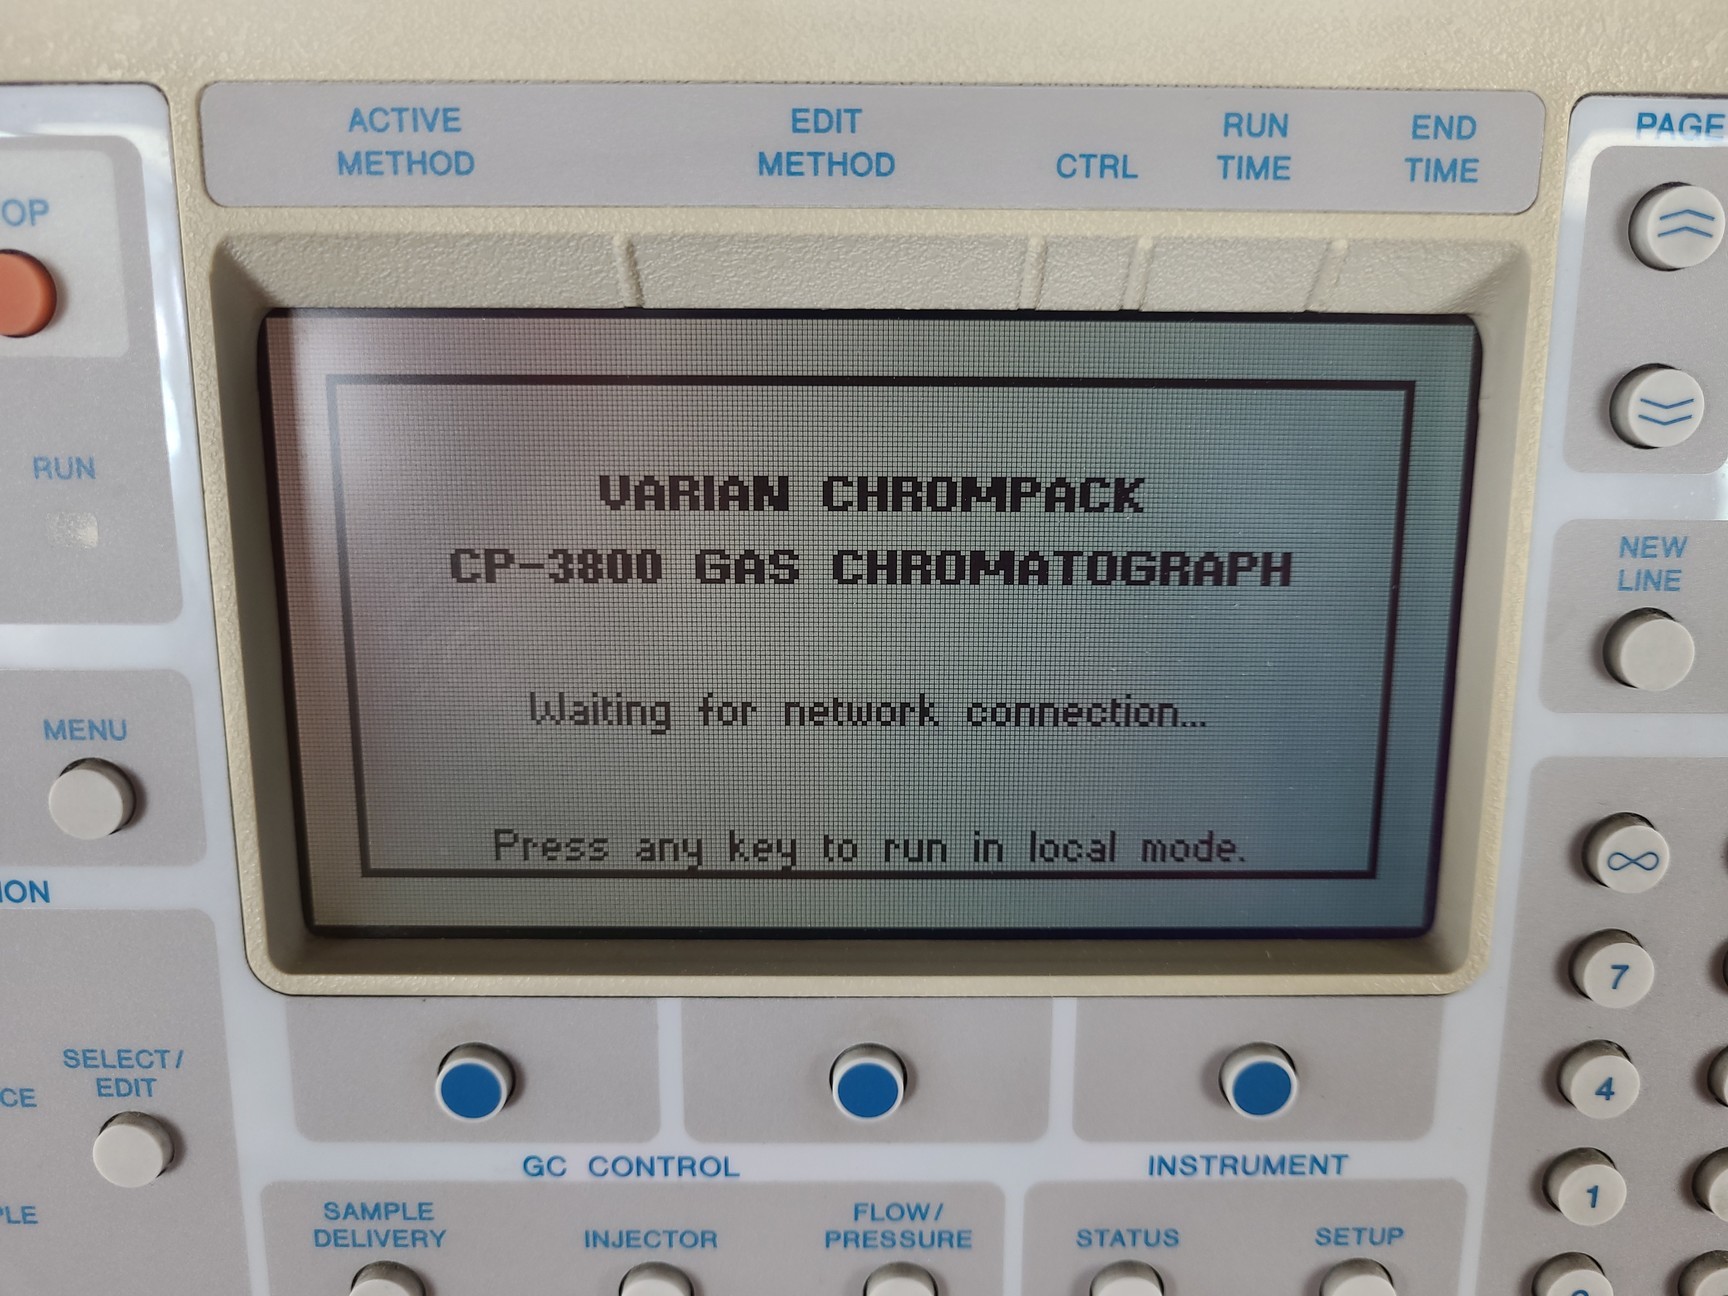 ACTIVE METHOD
EDIT METHOD
CTRL
RUN TIME
END TIME
PAGE
OP
RUN
MENU
ION
SELECT/
EDIT
CE
PLE
VARIAN CHROMPACK
CP-3800 GAS CHROMATOGRAPH
Waiting for network connection...
Press any key to run in local mode.
NEW
LINE
∞
7
4
1
GC CONTROL
SAMPLE
DELIVERY
INJECTOR
FLOW/
PRESSURE
INSTRUMENT
STATUS
SETUP